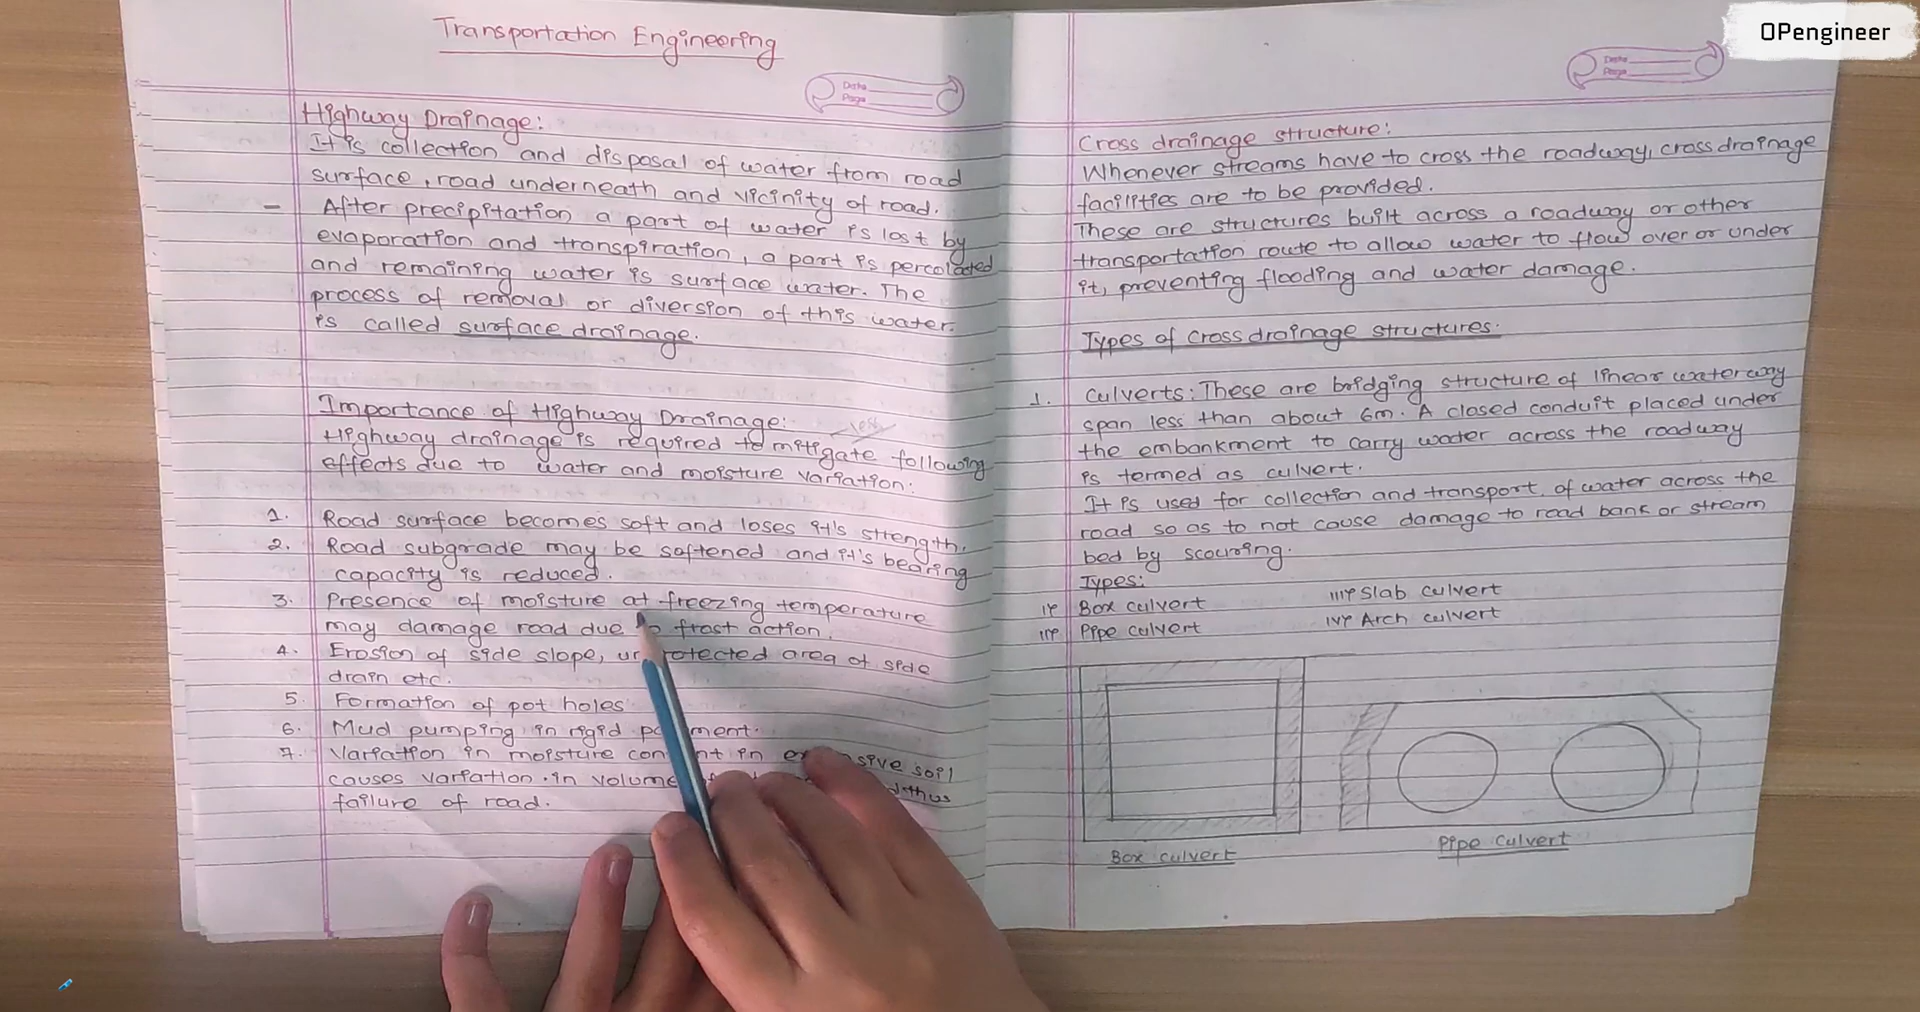 OPengineer
Transportation Engineering
Date
Page
Highway Drainage:
It is collection and disposal of water from road
surface, road underneath and vicinity of road.
- After precipitation a part of water is lost by
evaporation and transpiration, a part is percolated
and remaining water is surface water. The
process of removal or diversion of this water.
is called surface drainage.
Importance of Highway Drainage:
Highway drainage is required to mitigate following
effects due to water and moisture variation:
1. Road surface becomes soft and loses it's strength.
2. Road subgrade may be softened and it's bearing
capacity is reduced.
3. Presence of moisture at freezing temperature
may damage road due frost action.
4. Erosion of side slope, area of side
drain etc.
5. Formation of pot holes
6. Mud pumping in rigid
7. Variation in moisture in soil
causes variation in volume thus
failure of road.
Date
Page
Cross drainage structure:
Whenever streams have to cross the roadway, cross drainage
facilities are to be provided.
These are structures built across a roadway or other
transportation route to allow water to flow over or under
it, preventing flooding and water damage.
Types of cross drainage structures.
1. Culverts: These are bridging structure of linear waterway
span less than about 6m. A closed conduit placed under
the embankment to carry water across the roadway
is termed as culvert.
It is used for collection and transport of water across the
road so as to not cause damage to road bank or stream
bed by scouring.
Types:
i) Box culvert iii) Slab culvert
ii) Pipe culvert iv) Arch culvert
Box culvert Pipe culvert